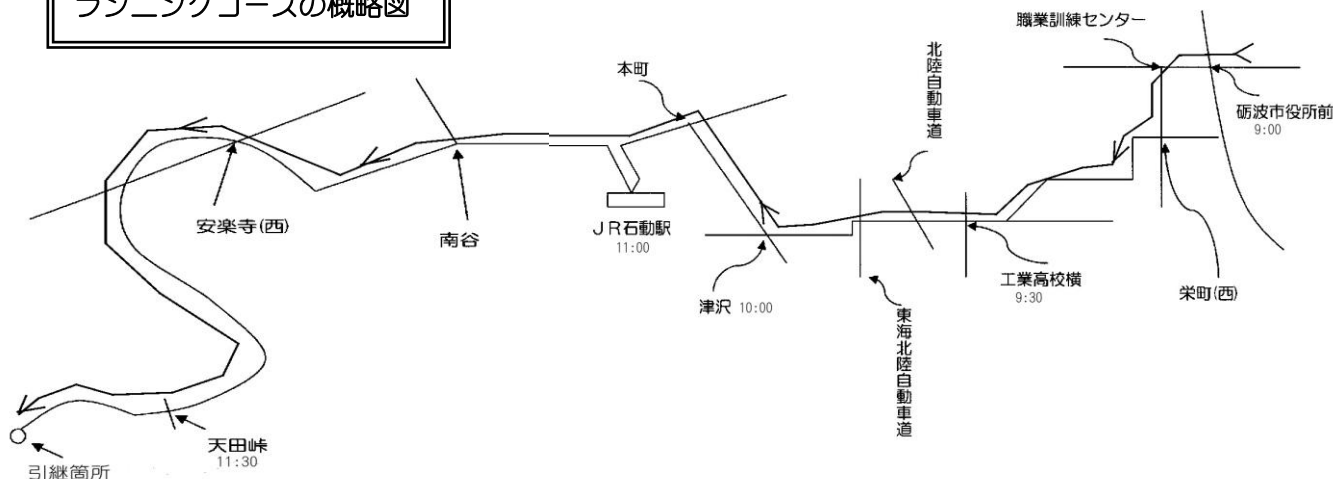 ランニングコースの概略図
職業訓練センター
砺波市役所前
9:00
北陸自動車道
本町
安楽寺(西)
南谷
JR石動駅
11:00
津沢 10:00
工業高校横
9:30
栄町(西)
東海北陸自動車道
天田峠
11:30
引継箇所